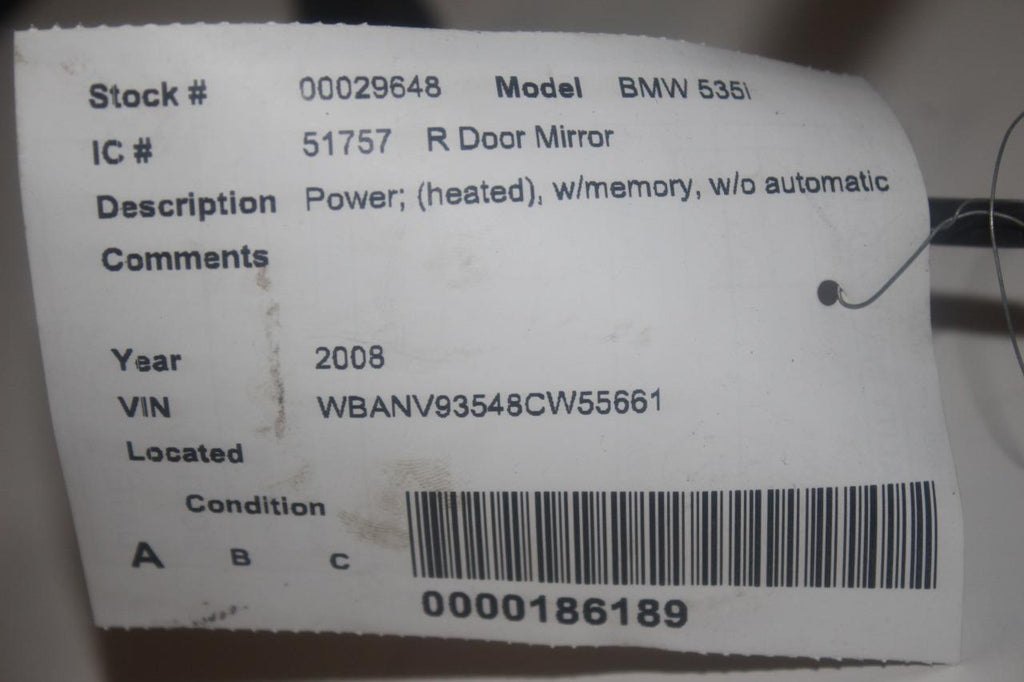 Stock # 00029648 Model BMW 535i
IC # 51757 R Door Mirror
Description Power; (heated), w/memory, w/o automatic
Comments
Year 2008
VIN WBANV93548CW55661
Located
Condition
A B C
0000186189